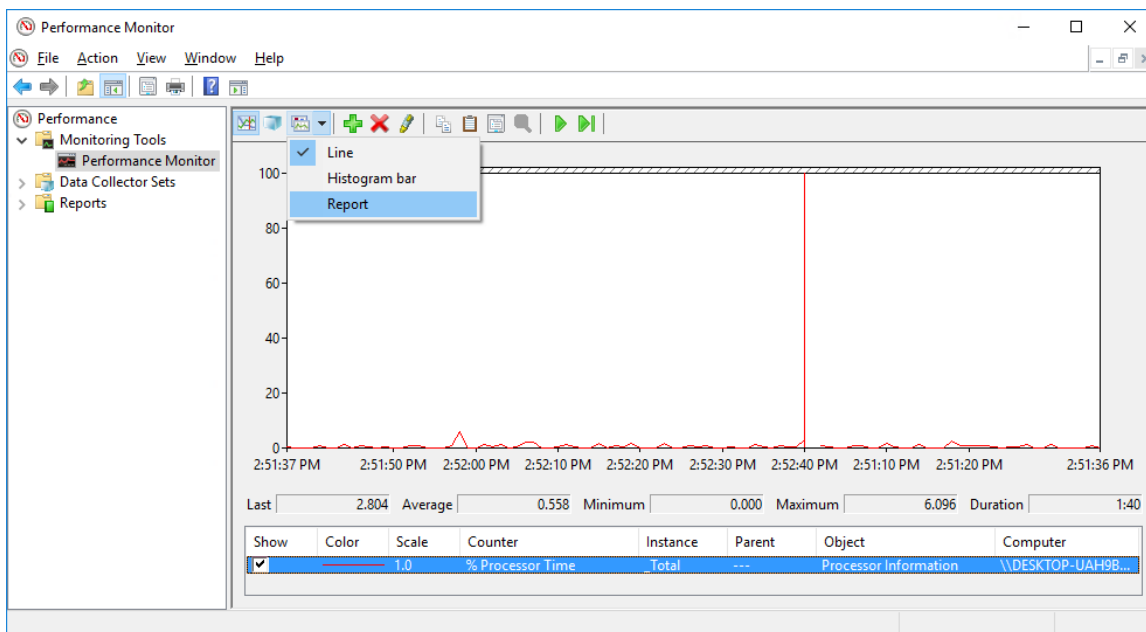 Performance Monitor
File Action View Window Help
Performance
Monitoring Tools
Performance Monitor
Data Collector Sets
Reports
Line
Histogram bar
Report
100
80
60
40
20
0
2:51:37 PM 2:51:50 PM 2:52:00 PM 2:52:10 PM 2:52:20 PM 2:52:30 PM 2:52:40 PM 2:51:10 PM 2:51:20 PM 2:51:36 PM
Last 2.804 Average 0.558 Minimum 0.000 Maximum 6.096 Duration 1:40
Show Color Scale Counter Instance Parent Object Computer
1.0 % Processor Time _Total --- Processor Information \\DESKTOP-UAH9B...